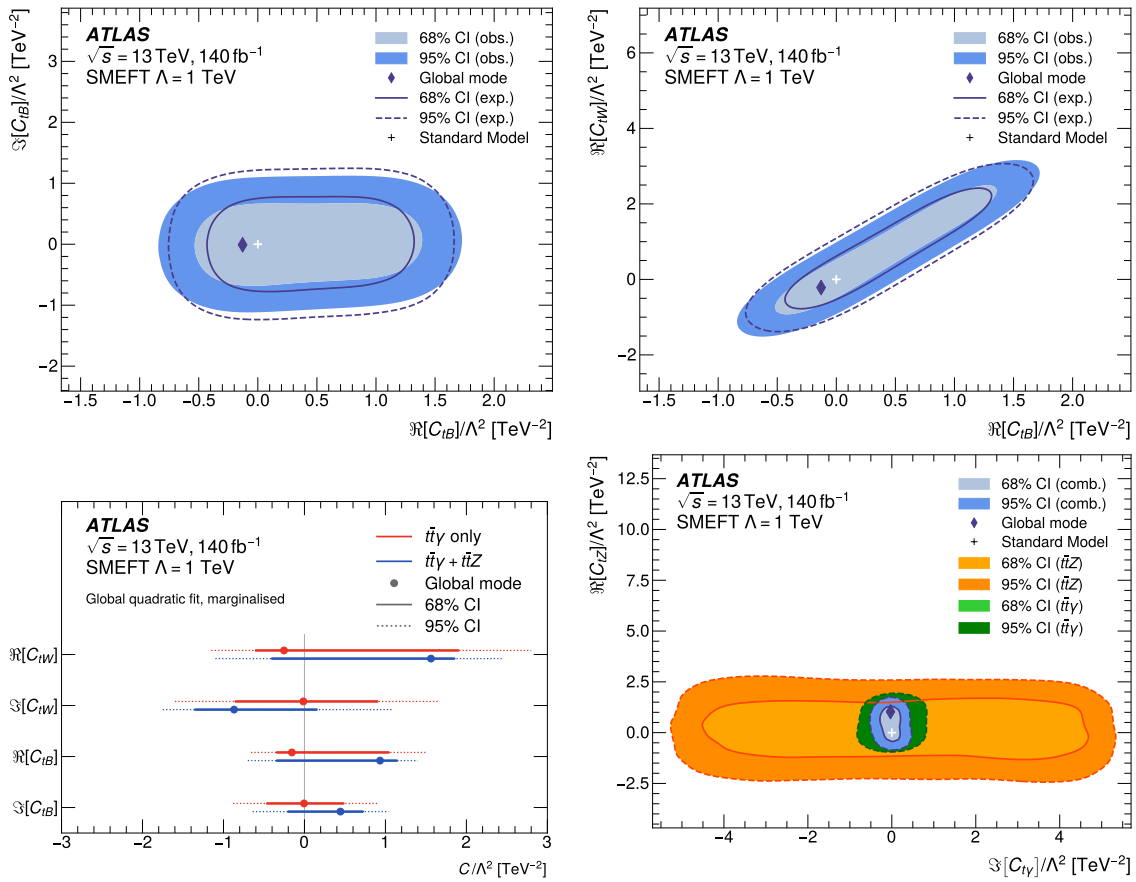 ATLAS
√s = 13 TeV, 140 fb⁻¹
SMEFT Λ = 1 TeV
68% CI (obs.)
95% CI (obs.)
Global mode
68% CI (exp.)
95% CI (exp.)
Standard Model
ℑ[C_tB]/Λ² [TeV⁻²]
3
2
1
0
−1
−2
−1.5 −1.0 −0.5 0.0 0.5 1.0 1.5 2.0
ℜ[C_tB]/Λ² [TeV⁻²]
ATLAS
√s = 13 TeV, 140 fb⁻¹
SMEFT Λ = 1 TeV
68% CI (obs.)
95% CI (obs.)
Global mode
68% CI (exp.)
95% CI (exp.)
Standard Model
ℜ[C_tW]/Λ² [TeV⁻²]
6
4
2
0
−2
−1.5 −1.0 −0.5 0.0 0.5 1.0 1.5 2.0
ℜ[C_tB]/Λ² [TeV⁻²]
ATLAS
√s = 13 TeV, 140 fb⁻¹
SMEFT Λ = 1 TeV
Global quadratic fit, marginalised
tt̄γ only
tt̄γ + tt̄Z
Global mode
68% CI
95% CI
ℜ[C_tW]
ℑ[C_tW]
ℜ[C_tB]
ℑ[C_tB]
−3 −2 −1 0 1 2 3
C/Λ² [TeV⁻²]
ATLAS
√s = 13 TeV, 140 fb⁻¹
SMEFT Λ = 1 TeV
68% CI (comb.)
95% CI (comb.)
Global mode
Standard Model
68% CI (tt̄Z)
95% CI (tt̄Z)
68% CI (tt̄γ)
95% CI (tt̄γ)
ℜ[C_tZ]/Λ² [TeV⁻²]
12.5
10.0
7.5
5.0
2.5
0.0
−2.5
−4 −2 0 2 4
ℑ[C_tγ]/Λ² [TeV⁻²]